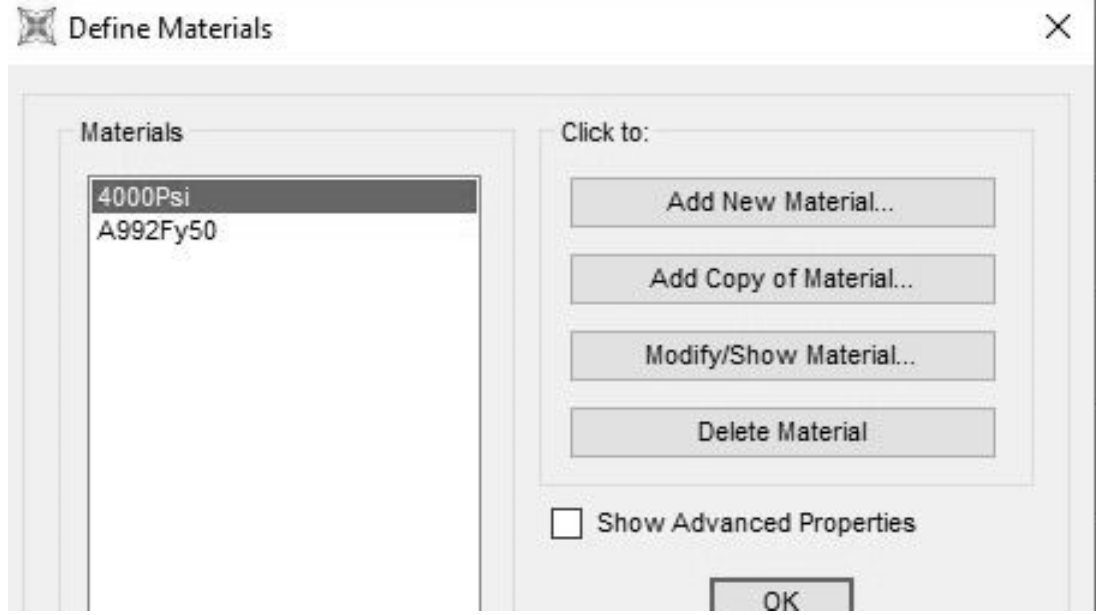 Define Materials
Materials
4000Psi
A992Fy50
Click to:
Add New Material...
Add Copy of Material...
Modify/Show Material...
Delete Material
Show Advanced Properties
OK